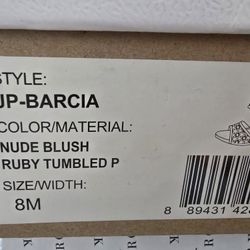 STYLE:
JP-BARCIA
COLOR/MATERIAL:
NUDE BLUSH
RUBY TUMBLED P
SIZE/WIDTH:
8M
8 89431 42